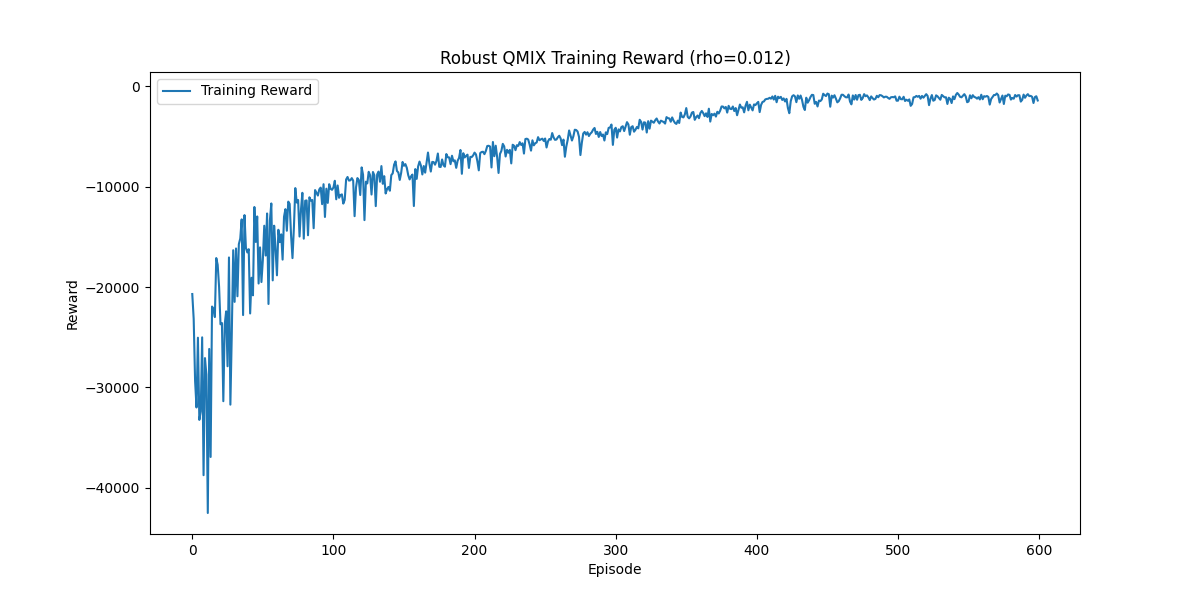 Robust QMIX Training Reward (rho=0.012)
Training Reward
0
−10000
−20000
−30000
−40000
Reward
0 100 200 300 400 500 600
Episode